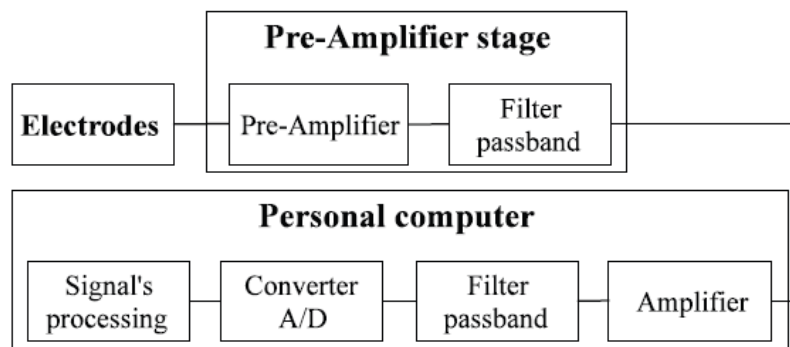 Pre-Amplifier stage
Electrodes
Pre-Amplifier
Filter
passband
Personal computer
Signal's
processing
Converter
A/D
Filter
passband
Amplifier